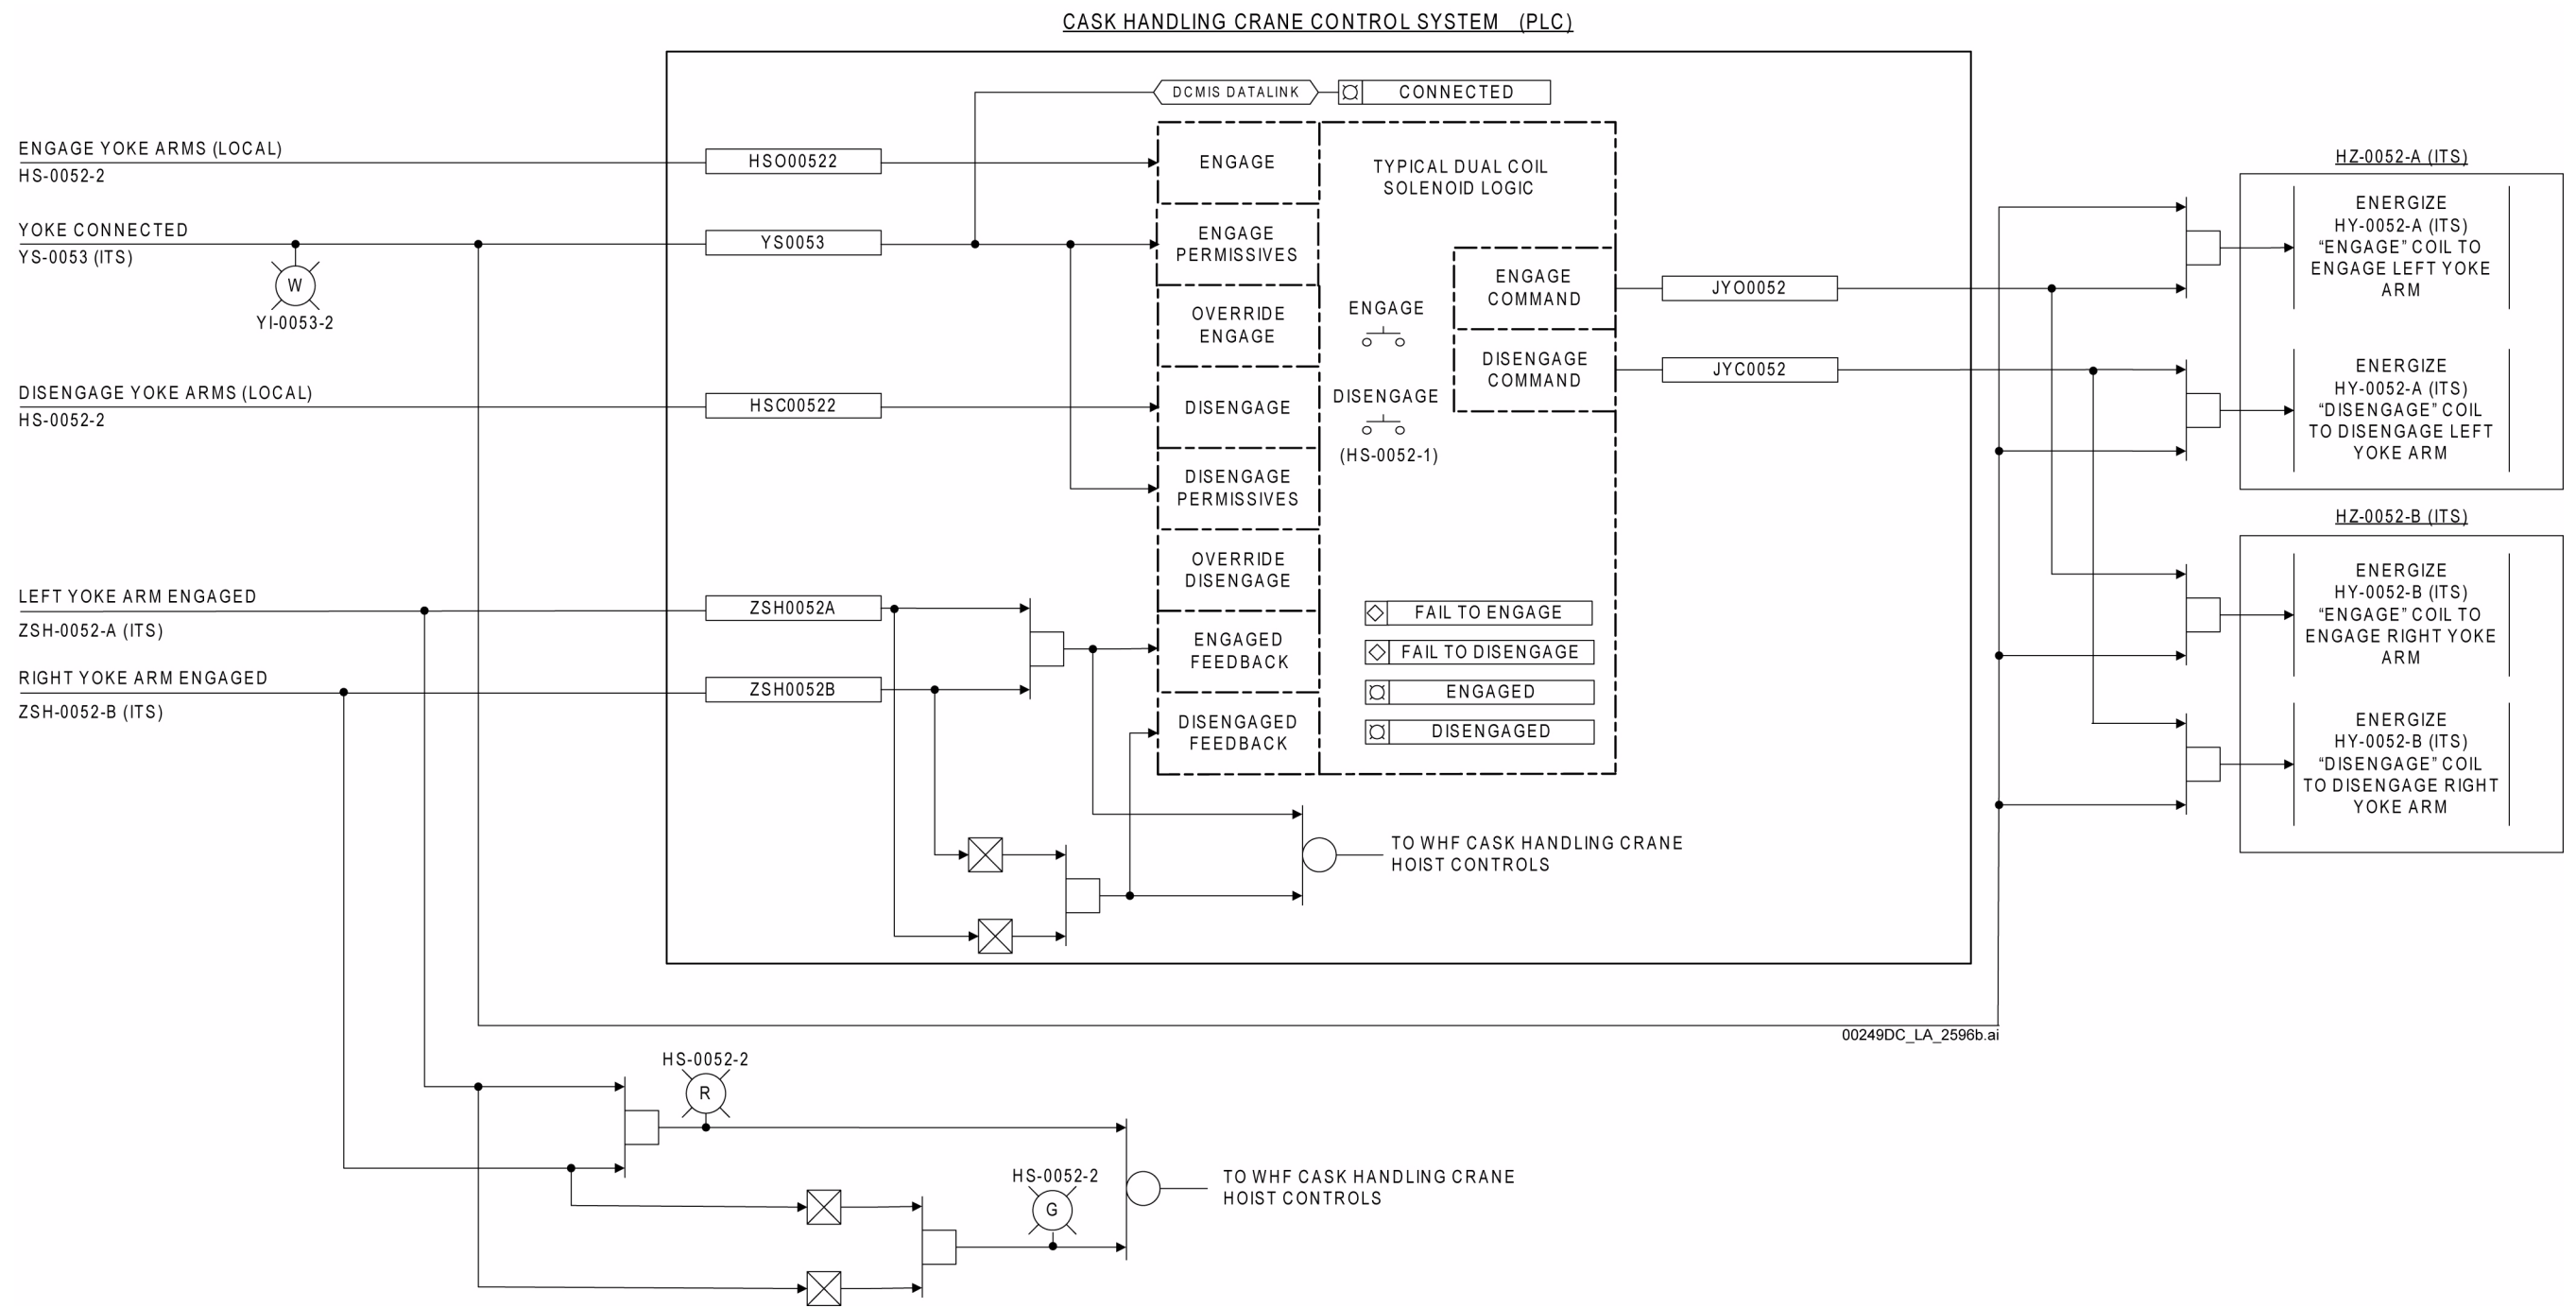 CASK HANDLING CRANE CONTROL SYSTEM (PLC)
DCMIS DATALINK
CONNECTED
ENGAGE YOKE ARMS (LOCAL)
HS-0052-2
HSO00522
ENGAGE
TYPICAL DUAL COIL
SOLENOID LOGIC
YOKE CONNECTED
YS-0053 (ITS)
W
YI-0053-2
YS0053
ENGAGE
PERMISSIVES
OVERRIDE
ENGAGE
ENGAGE
ENGAGE
COMMAND
JYO0052
DISENGAGE
COMMAND
JYC0052
DISENGAGE YOKE ARMS (LOCAL)
HS-0052-2
HSC00522
DISENGAGE
DISENGAGE
(HS-0052-1)
DISENGAGE
PERMISSIVES
OVERRIDE
DISENGAGE
LEFT YOKE ARM ENGAGED
ZSH-0052-A (ITS)
ZSH0052A
RIGHT YOKE ARM ENGAGED
ZSH-0052-B (ITS)
ZSH0052B
ENGAGED
FEEDBACK
DISENGAGED
FEEDBACK
FAIL TO ENGAGE
FAIL TO DISENGAGE
ENGAGED
DISENGAGED
TO WHF CASK HANDLING CRANE
HOIST CONTROLS
HZ-0052-A (ITS)
ENERGIZE
HY-0052-A (ITS)
“ENGAGE” COIL TO
ENGAGE LEFT YOKE
ARM
ENERGIZE
HY-0052-A (ITS)
“DISENGAGE” COIL
TO DISENGAGE LEFT
YOKE ARM
HZ-0052-B (ITS)
ENERGIZE
HY-0052-B (ITS)
“ENGAGE” COIL TO
ENGAGE RIGHT YOKE
ARM
ENERGIZE
HY-0052-B (ITS)
“DISENGAGE” COIL
TO DISENGAGE RIGHT
YOKE ARM
00249DC_LA_2596b.ai
HS-0052-2
R
HS-0052-2
G
TO WHF CASK HANDLING CRANE
HOIST CONTROLS